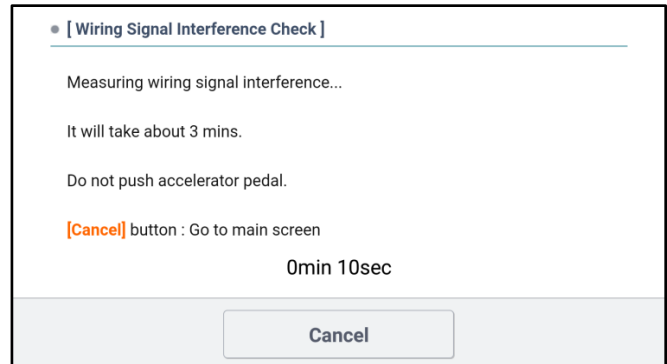 [ Wiring Signal Interference Check ]
Measuring wiring signal interference...
It will take about 3 mins.
Do not push accelerator pedal.
[Cancel] button : Go to main screen
0min 10sec
Cancel